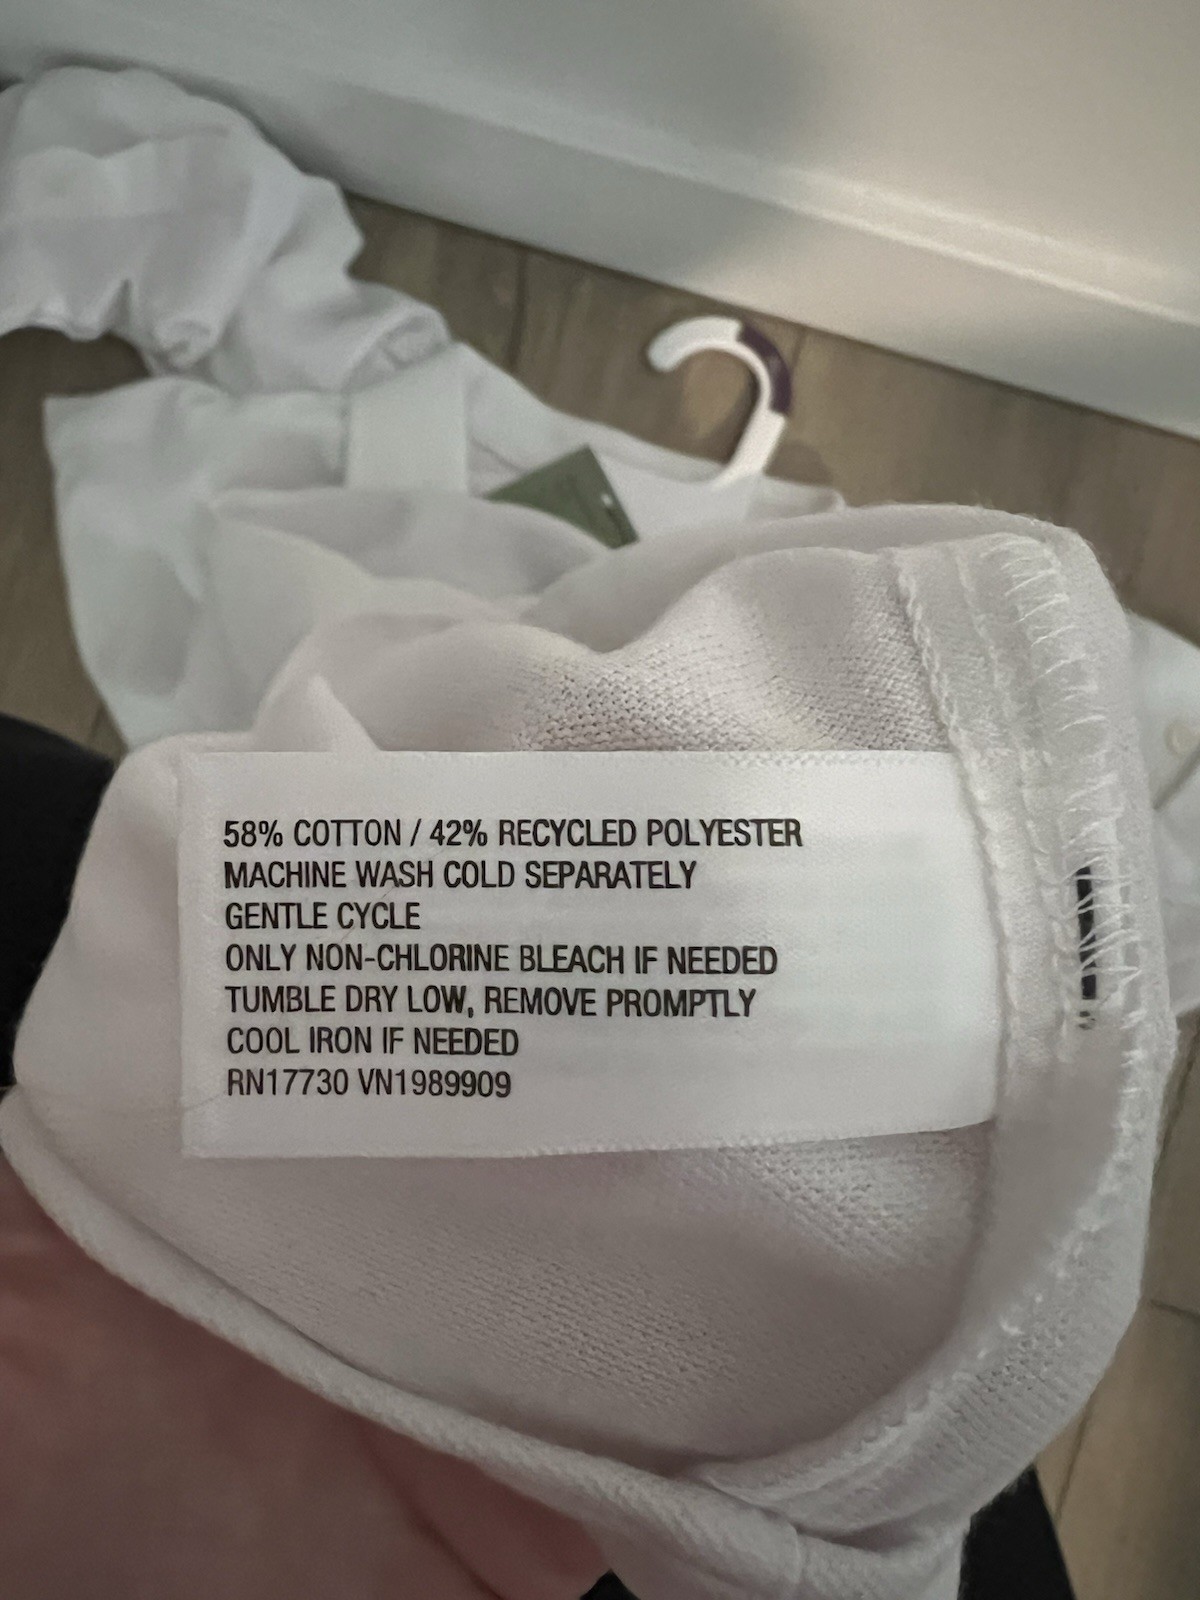 58% COTTON / 42% RECYCLED POLYESTER
MACHINE WASH COLD SEPARATELY
GENTLE CYCLE
ONLY NON-CHLORINE BLEACH IF NEEDED
TUMBLE DRY LOW, REMOVE PROMPTLY
COOL IRON IF NEEDED
RN17730 VN1989909